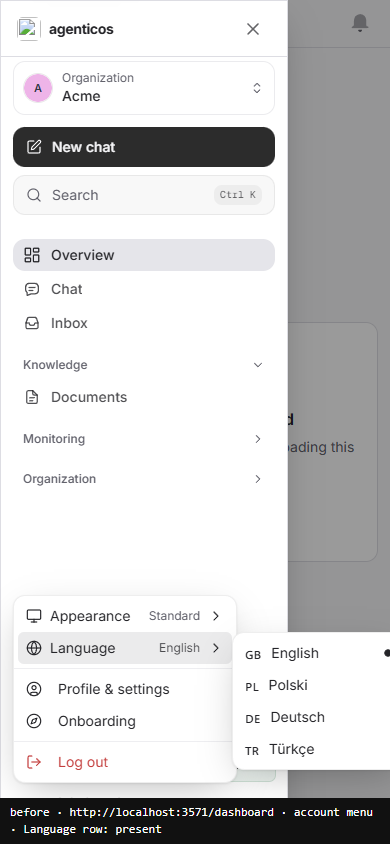 agenticos
A
Organization
Acme
New chat
Search
Ctrl K
Overview
Chat
Inbox
Knowledge
Documents
Monitoring
Organization
d
pading this
Appearance
Standard
Language
English
Profile & settings
Onboarding
Log out
GB English
PL Polski
DE Deutsch
TR Türkçe
before · http://localhost:3571/dashboard · account menu
· Language row: present